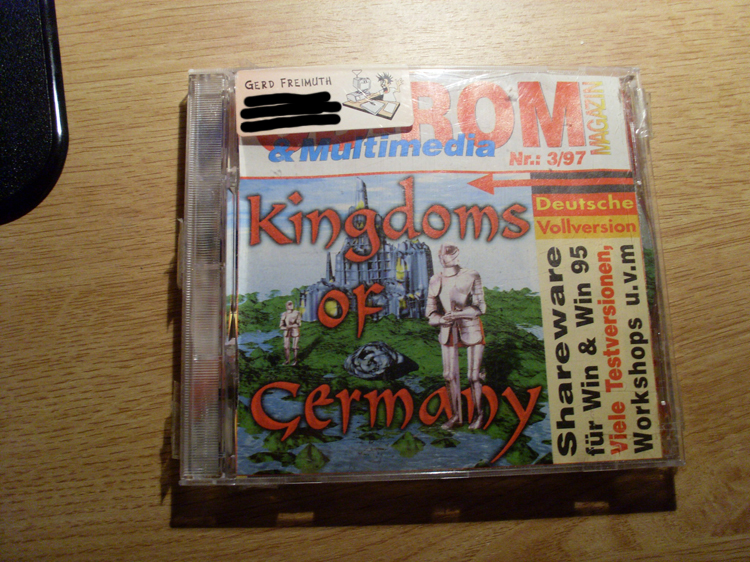 GERD FREIMUTH
ROM
MAGAZIN
& Multimedia
Nr.: 3/97
Kingdoms
of
Germany
Deutsche
Vollversion
Shareware
für Win & Win 95
Viele Testversionen,
Workshops u.v.m